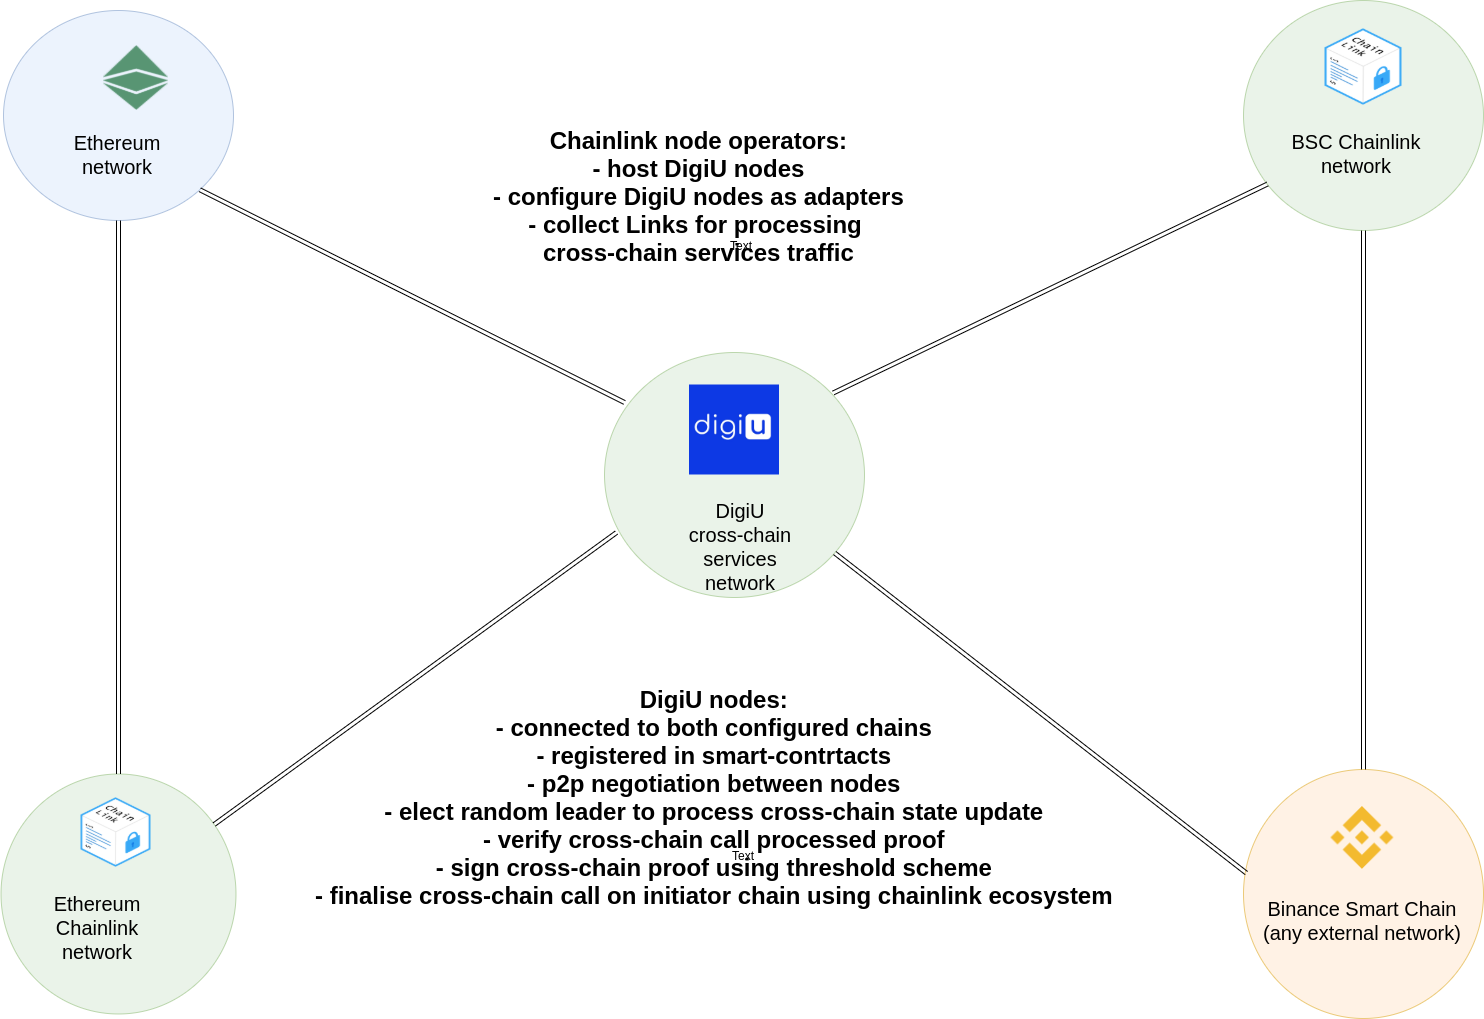 Ethereum
network
Chain
Link
BSC Chainlink
network
Chainlink node operators:
- host DigiU nodes
- configure DigiU nodes as adapters
- collect Links for processing
cross-chain services traffic
Text
digiU
DigiU
cross-chain
services
network
DigiU nodes:
- connected to both configured chains
- registered in smart-contrtacts
- p2p negotiation between nodes
- elect random leader to process cross-chain state update
- verify cross-chain call processed proof
- sign cross-chain proof using threshold scheme
- finalise cross-chain call on initiator chain using chainlink ecosystem
Text
Chain
Link
Ethereum
Chainlink
network
Binance Smart Chain
(any external network)